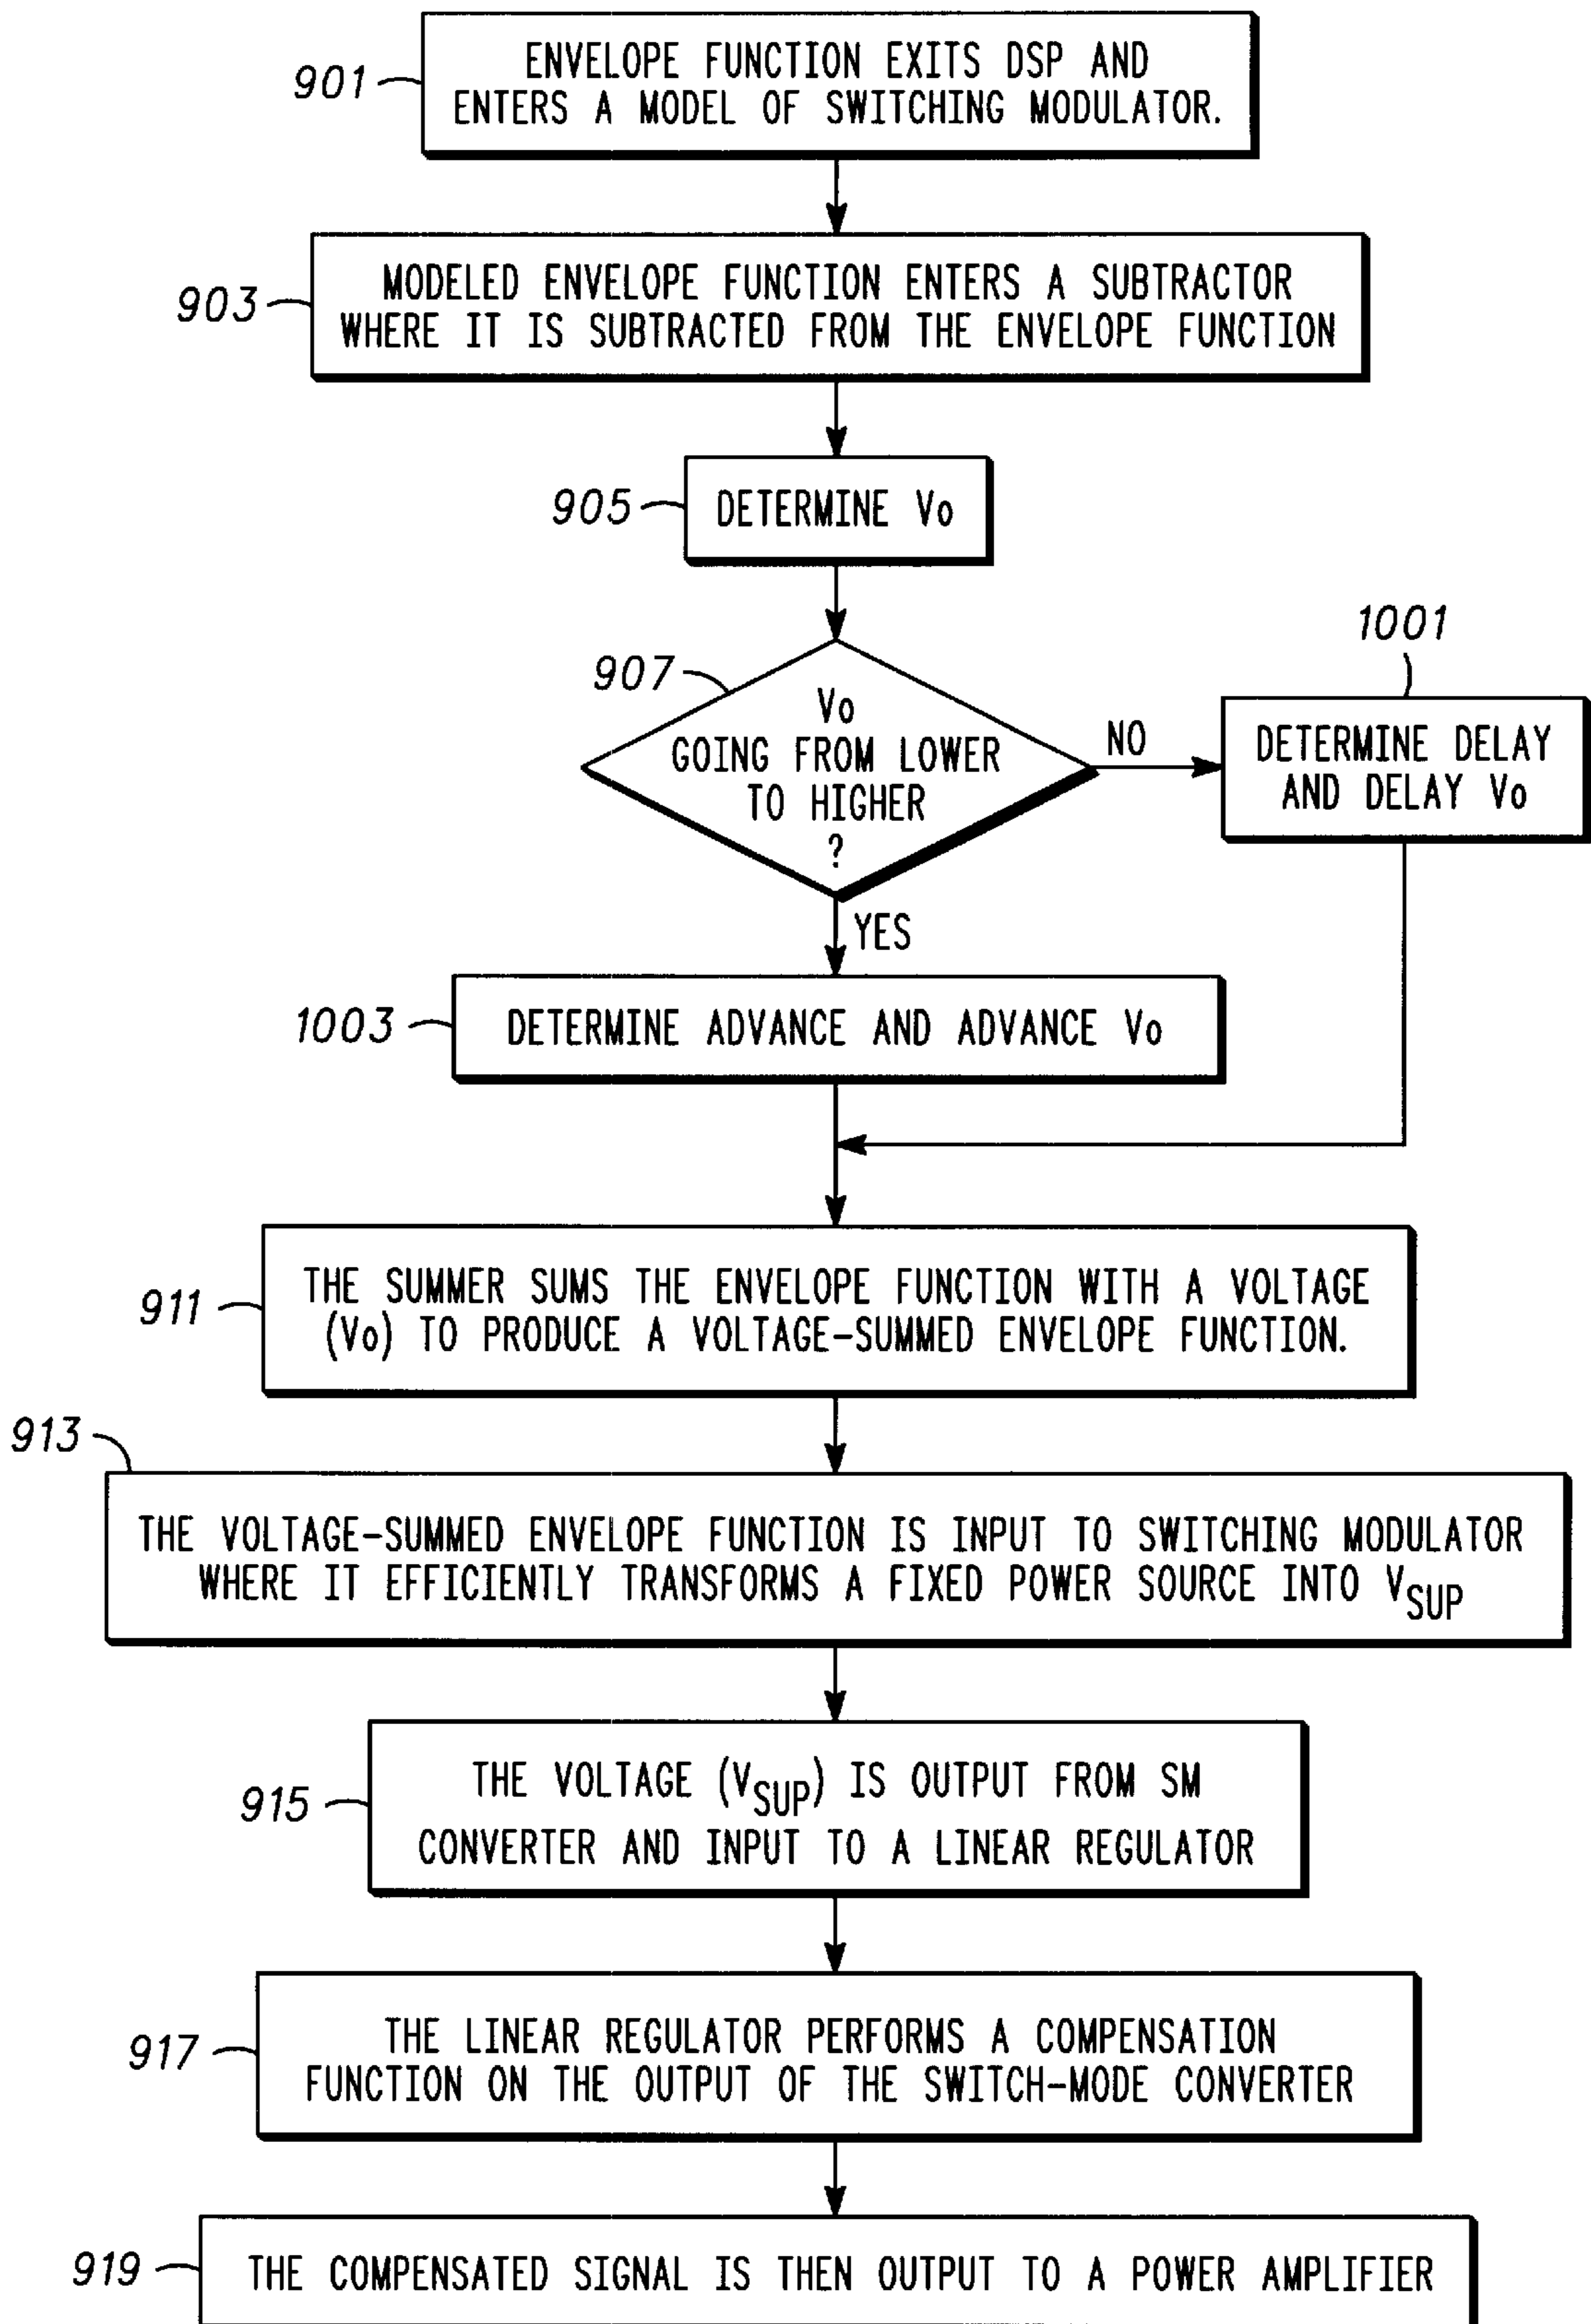 901
ENVELOPE FUNCTION EXITS DSP AND
ENTERS A MODEL OF SWITCHING MODULATOR.
903
MODELED ENVELOPE FUNCTION ENTERS A SUBTRACTOR
WHERE IT IS SUBTRACTED FROM THE ENVELOPE FUNCTION
905
DETERMINE Vo
907
Vo
GOING FROM LOWER
TO HIGHER
?
NO
1001
DETERMINE DELAY
AND DELAY Vo
YES
1003
DETERMINE ADVANCE AND ADVANCE Vo
911
THE SUMMER SUMS THE ENVELOPE FUNCTION WITH A VOLTAGE
(Vo) TO PRODUCE A VOLTAGE-SUMMED ENVELOPE FUNCTION.
913
THE VOLTAGE-SUMMED ENVELOPE FUNCTION IS INPUT TO SWITCHING MODULATOR
WHERE IT EFFICIENTLY TRANSFORMS A FIXED POWER SOURCE INTO VSUP
915
THE VOLTAGE (VSUP) IS OUTPUT FROM SM
CONVERTER AND INPUT TO A LINEAR REGULATOR
917
THE LINEAR REGULATOR PERFORMS A COMPENSATION
FUNCTION ON THE OUTPUT OF THE SWITCH-MODE CONVERTER
919
THE COMPENSATED SIGNAL IS THEN OUTPUT TO A POWER AMPLIFIER